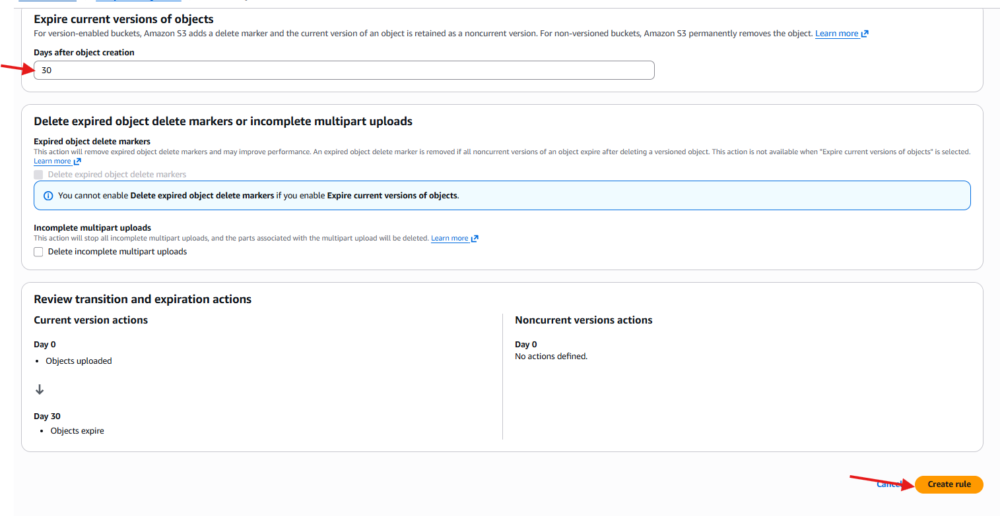 Expire current versions of objects
For version-enabled buckets, Amazon S3 adds a delete marker and the current version of an object is retained as a noncurrent version. For non-versioned buckets, Amazon S3 permanently removes the object. Learn more
Days after object creation
30
Delete expired object delete markers or incomplete multipart uploads
Expired object delete markers
This action will remove expired object delete markers and may improve performance. An expired object delete marker is removed if all noncurrent versions of an object expire after deleting a versioned object. This action is not available when "Expire current versions of objects" is selected.
Learn more
Delete expired object delete markers
You cannot enable Delete expired object delete markers if you enable Expire current versions of objects.
Incomplete multipart uploads
This action will stop all incomplete multipart uploads, and the parts associated with the multipart upload will be deleted. Learn more
Delete incomplete multipart uploads
Review transition and expiration actions
Current version actions
Day 0
• Objects uploaded
Day 30
• Objects expire
Noncurrent versions actions
Day 0
No actions defined.
Cancel
Create rule